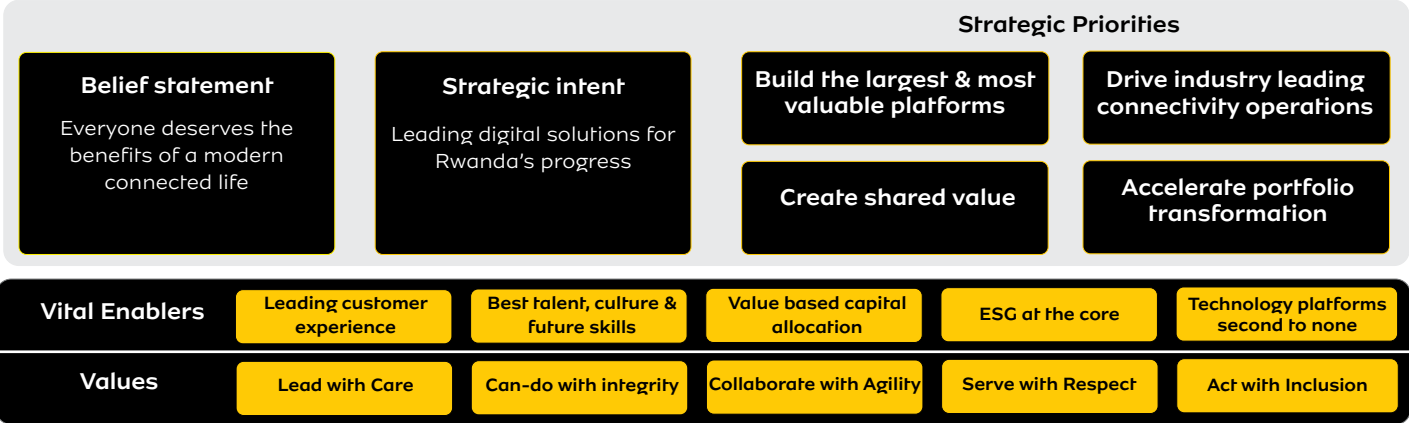 Strategic Priorities
Belief statement
Everyone deserves the
benefits of a modern
connected life
Strategic intent
Leading digital solutions for
Rwanda's progress
Build the largest & most
valuable platforms
Drive industry leading
connectivity operations
Create shared value
Accelerate portfolio
transformation
Vital Enablers
Leading customer
experience
Best talent, culture &
future skills
Value based capital
allocation
ESG at the core
Technology platforms
second to none
Values
Lead with Care
Can-do with integrity
Collaborate with Agility
Serve with Respect
Act with Inclusion